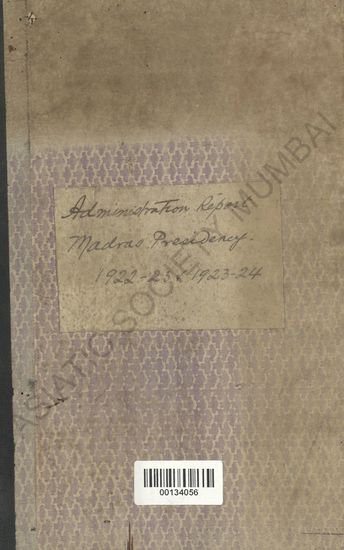 Administration Report
Madras Presidency.
1922-23 & 1923-24
ASIATIC SOCIETY MUMBAI
00134056